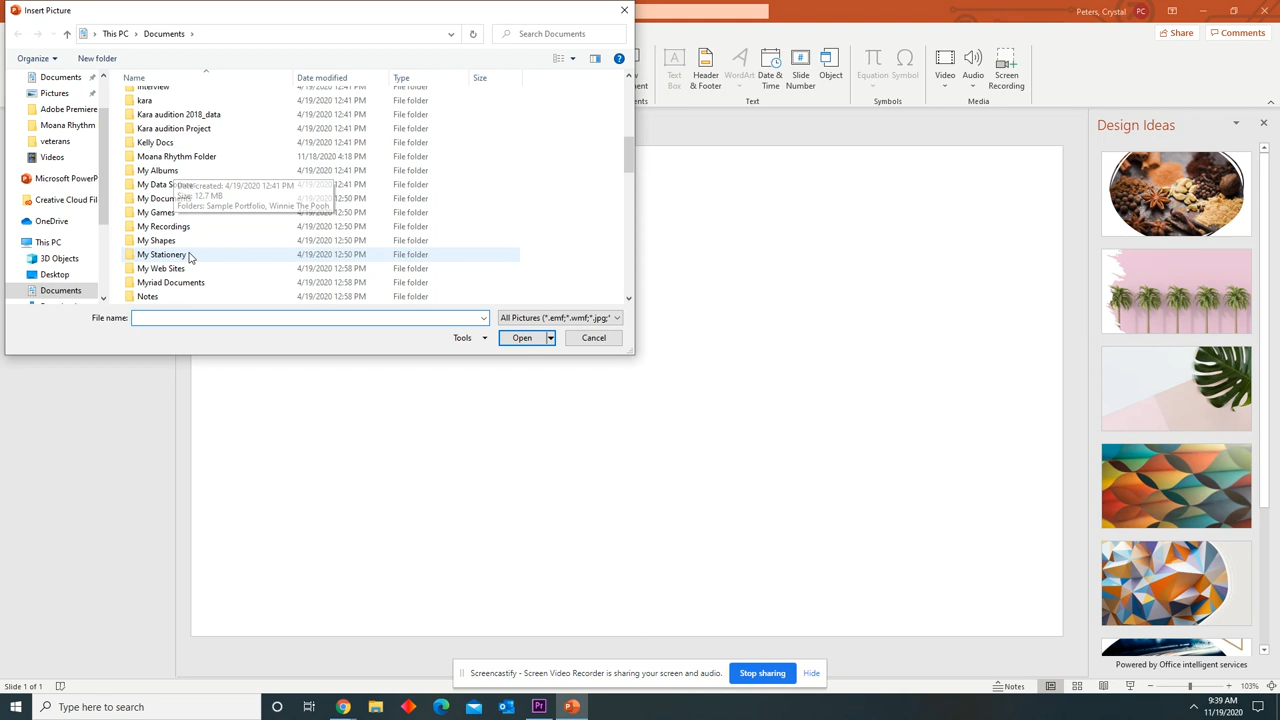 Insert Picture
Peters, Crystal PC
This PC > Documents >
Search Documents
Share
Comments
Organize
New folder
Text Box
Header & Footer
WordArt
Date & Time
Slide Number
Object
Equation
Symbol
Video
Audio
Screen Recording
Text
Symbols
Media
Name
Date modified
Type
Size
Documents
Pictures
Adobe Premiere
Moana Rhythm
veterans
Videos
Microsoft PowerP
Creative Cloud Fil
OneDrive
This PC
3D Objects
Desktop
Documents
Interview 4/19/2020 12:41 PM File folder
kara 4/19/2020 12:41 PM File folder
Kara audition 2018_data 4/19/2020 12:41 PM File folder
Kara audition Project 4/19/2020 12:41 PM File folder
Kelly Docs 4/19/2020 12:41 PM File folder
Moana Rhythm Folder 11/18/2020 4:18 PM File folder
My Albums 4/19/2020 12:41 PM File folder
My Data 12:41 PM File folder
Date created: 4/19/2020 12:41 PM
Size: 12.7 MB
Folders: Sample Portfolio, Winnie The Pooh
12:50 PM File folder
My Games 4/19/2020 12:50 PM File folder
My Recordings 4/19/2020 12:50 PM File folder
My Shapes 4/19/2020 12:50 PM File folder
My Stationery 4/19/2020 12:50 PM File folder
My Web Sites 4/19/2020 12:58 PM File folder
Myriad Documents 4/19/2020 12:58 PM File folder
Notes 4/19/2020 12:58 PM File folder
File name:
All Pictures (*.emf;*.wmf;*.jpg;*
Tools
Open
Cancel
Design Ideas
Powered by Office intelligent services
Screencastify - Screen Video Recorder is sharing your screen and audio.
Stop sharing
Hide
Slide 1 of 1
Notes
103%
Type here to search
9:39 AM
11/19/2020